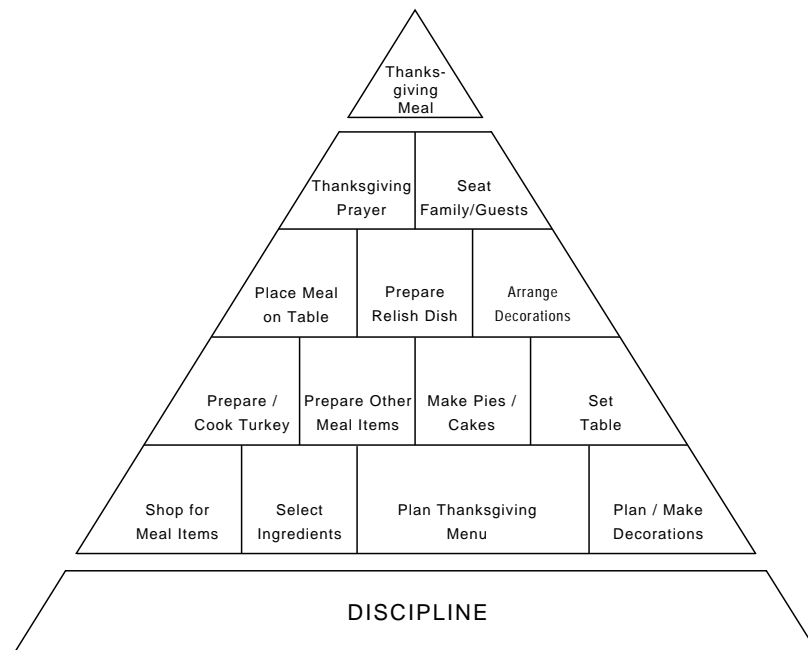 Thanks-
giving
Meal
Thanksgiving
Prayer
Seat
Family/Guests
Place Meal
on Table
Prepare
Relish Dish
Arrange
Decorations
Prepare /
Cook Turkey
Prepare Other
Meal Items
Make Pies /
Cakes
Set
Table
Shop for
Meal Items
Select
Ingredients
Plan Thanksgiving
Menu
Plan / Make
Decorations
DISCIPLINE